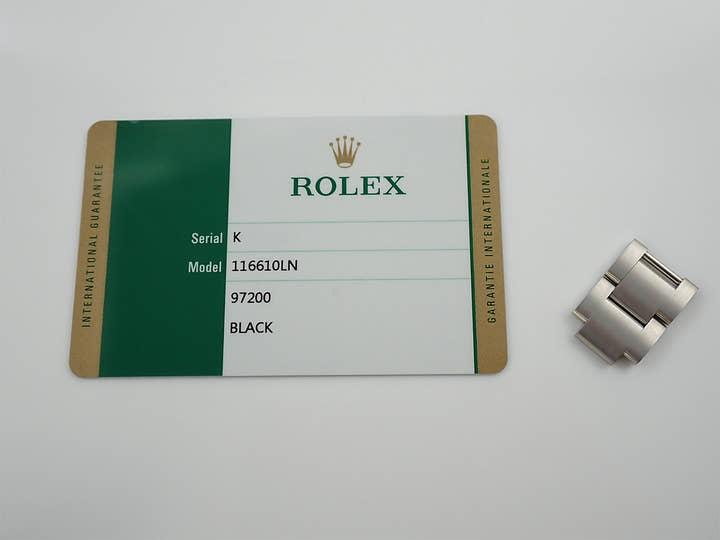 INTERNATIONAL GUARANTEE
ROLEX
Serial K
Model 116610LN
97200
BLACK
GARANTIE INTERNATIONALE